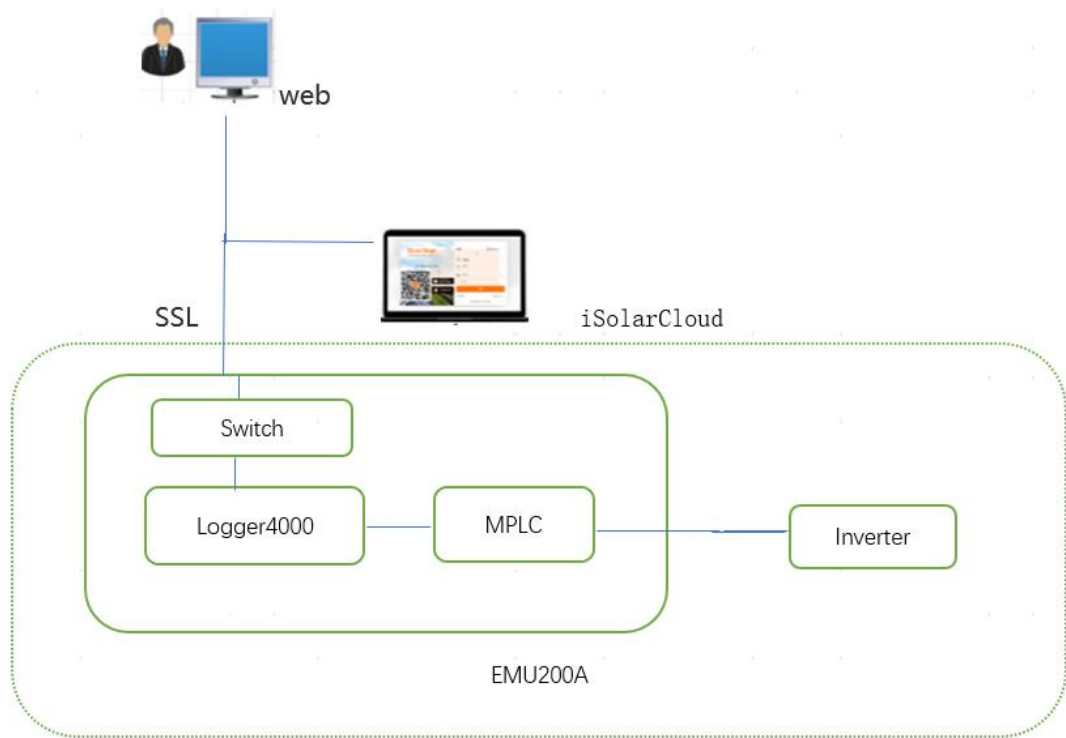 web
SSL
iSolarCloud
Switch
Logger4000
MPLC
Inverter
EMU200A